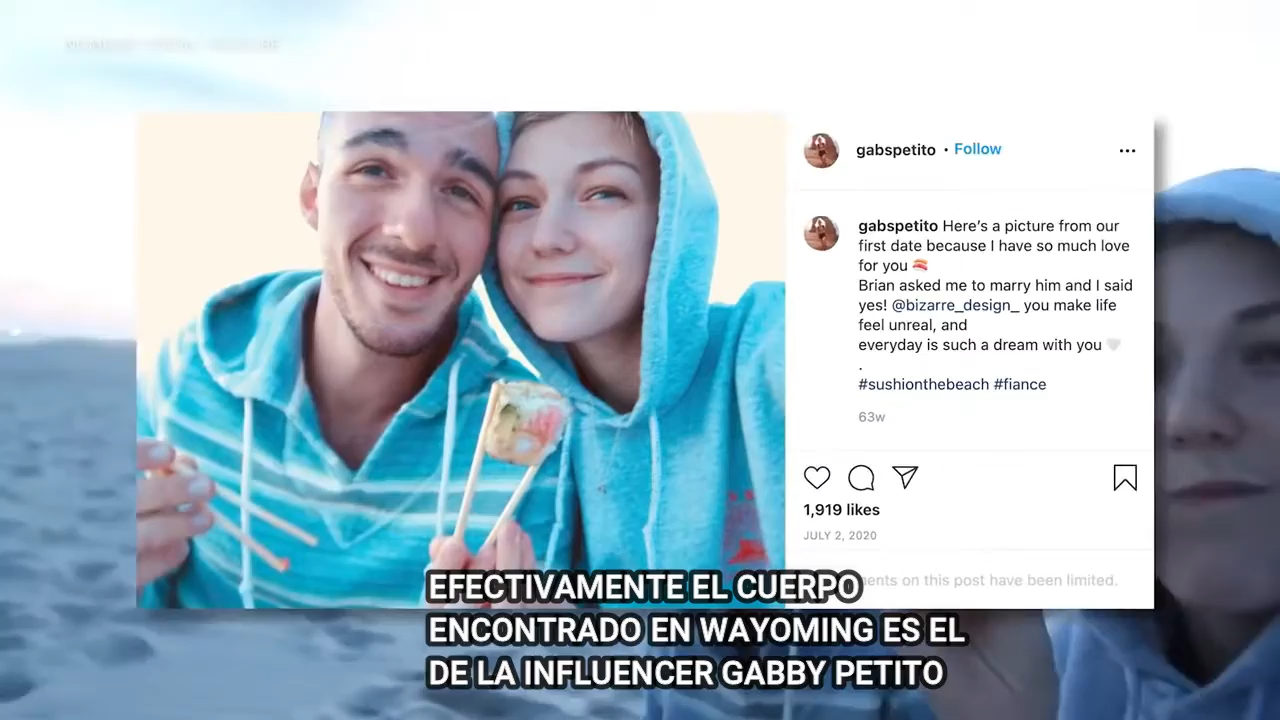 gabspetito • Follow
gabspetito Here's a picture from our
first date because I have so much love
for you 🍣
Brian asked me to marry him and I said
yes! @bizarre_design_ you make life
feel unreal, and
everyday is such a dream with you 🤍
.
#sushionthebeach #fiance
63w
1,919 likes
JULY 2, 2020
on this post have been limited.
EFECTIVAMENTE EL CUERPO
ENCONTRADO EN WAYOMING ES EL
DE LA INFLUENCER GABBY PETITO